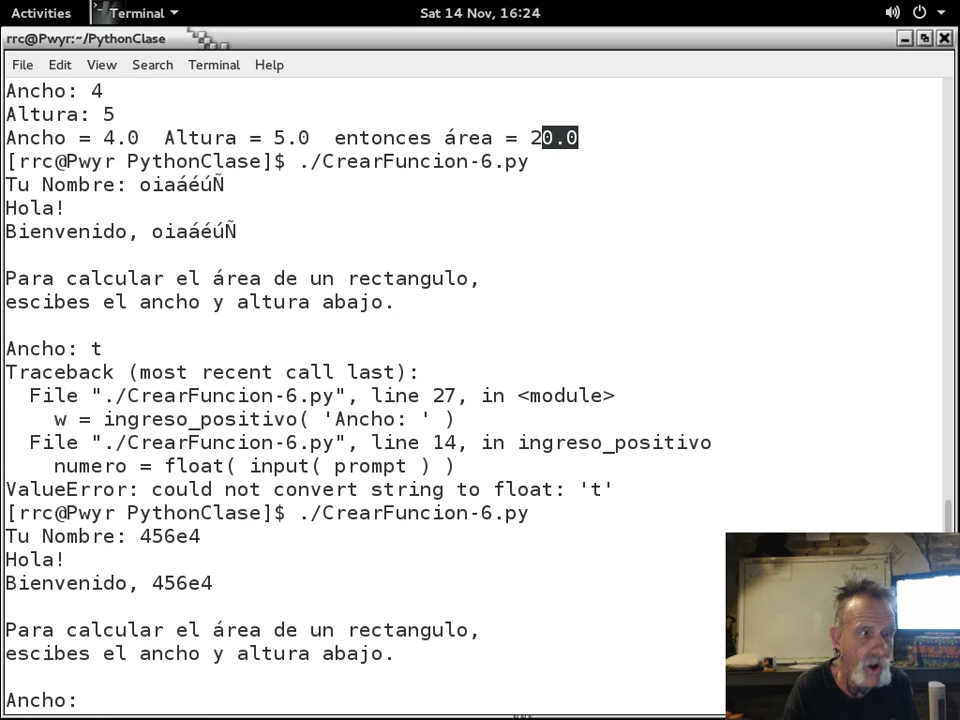 Activities
Terminal
Sat 14 Nov, 16:24
rrc@Pwyr:~/PythonClase
File Edit View Search Terminal Help
Ancho: 4
Altura: 5
Ancho = 4.0  Altura = 5.0  entonces área = 20.0
[rrc@Pwyr PythonClase]$ ./CrearFuncion-6.py
Tu Nombre: oiaáéúÑ
Hola!
Bienvenido, oiaáéúÑ
Para calcular el área de un rectangulo,
escibes el ancho y altura abajo.
Ancho: t
Traceback (most recent call last):
  File "./CrearFuncion-6.py", line 27, in <module>
    w = ingreso_positivo( 'Ancho: ' )
  File "./CrearFuncion-6.py", line 14, in ingreso_positivo
    numero = float( input( prompt ) )
ValueError: could not convert string to float: 't'
[rrc@Pwyr PythonClase]$ ./CrearFuncion-6.py
Tu Nombre: 456e4
Hola!
Bienvenido, 456e4
Para calcular el área de un rectangulo,
escibes el ancho y altura abajo.
Ancho: